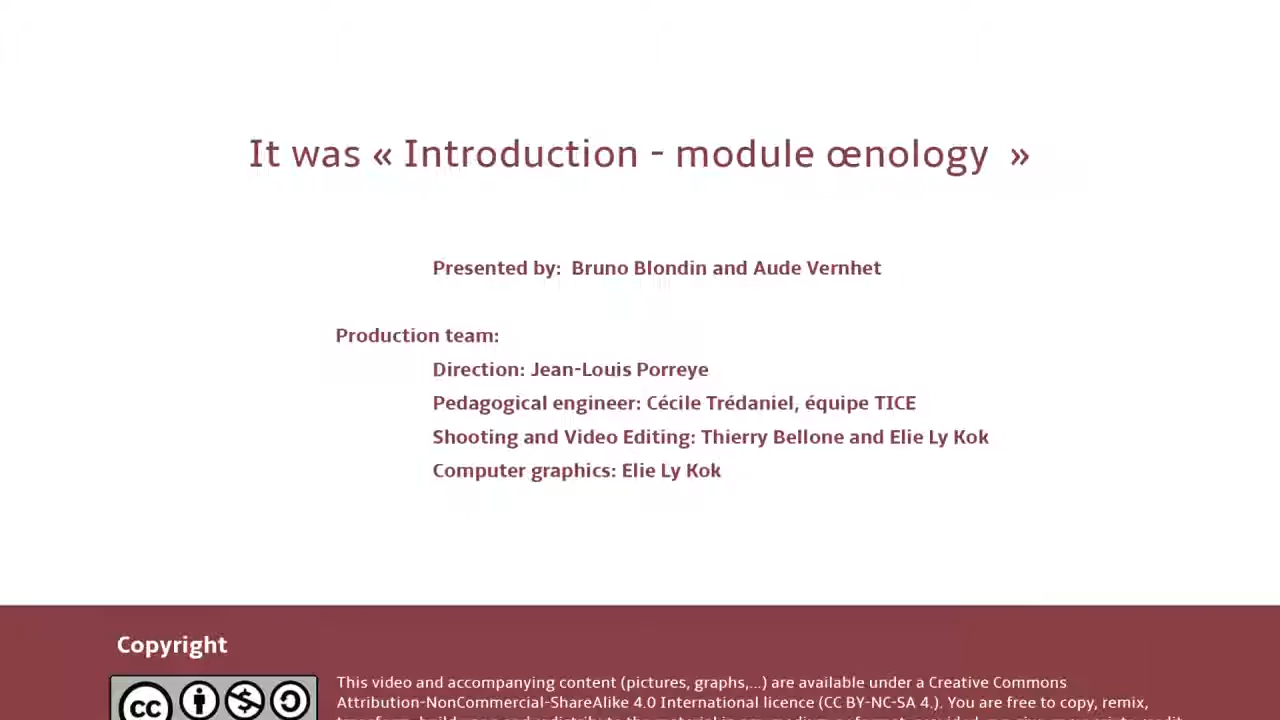 It was « Introduction - module œnology »
Presented by: Bruno Blondin and Aude Vernhet
Production team:
Direction: Jean-Louis Porreye
Pedagogical engineer: Cécile Trédaniel, équipe TICE
Shooting and Video Editing: Thierry Bellone and Elie Ly Kok
Computer graphics: Elie Ly Kok
Copyright
cc
This video and accompanying content (pictures, graphs,...) are available under a Creative Commons
Attribution-NonCommercial-ShareAlike 4.0 International licence (CC BY-NC-SA 4.). You are free to copy, remix,